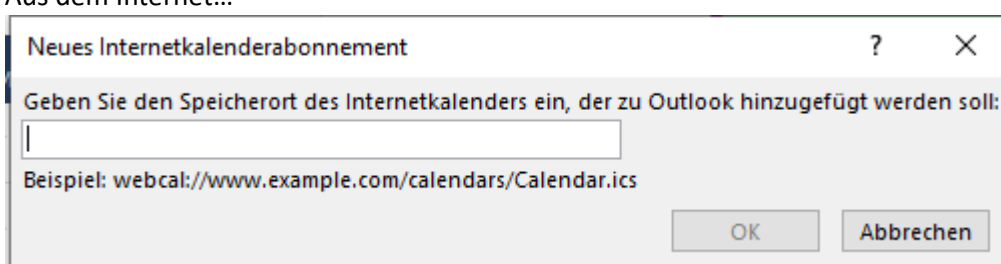 Aus dem Internet…
Neues Internetkalenderabonnement
?
Geben Sie den Speicherort des Internetkalenders ein, der zu Outlook hinzugefügt werden soll:
Beispiel: webcal://www.example.com/calendars/Calendar.ics
OK
Abbrechen